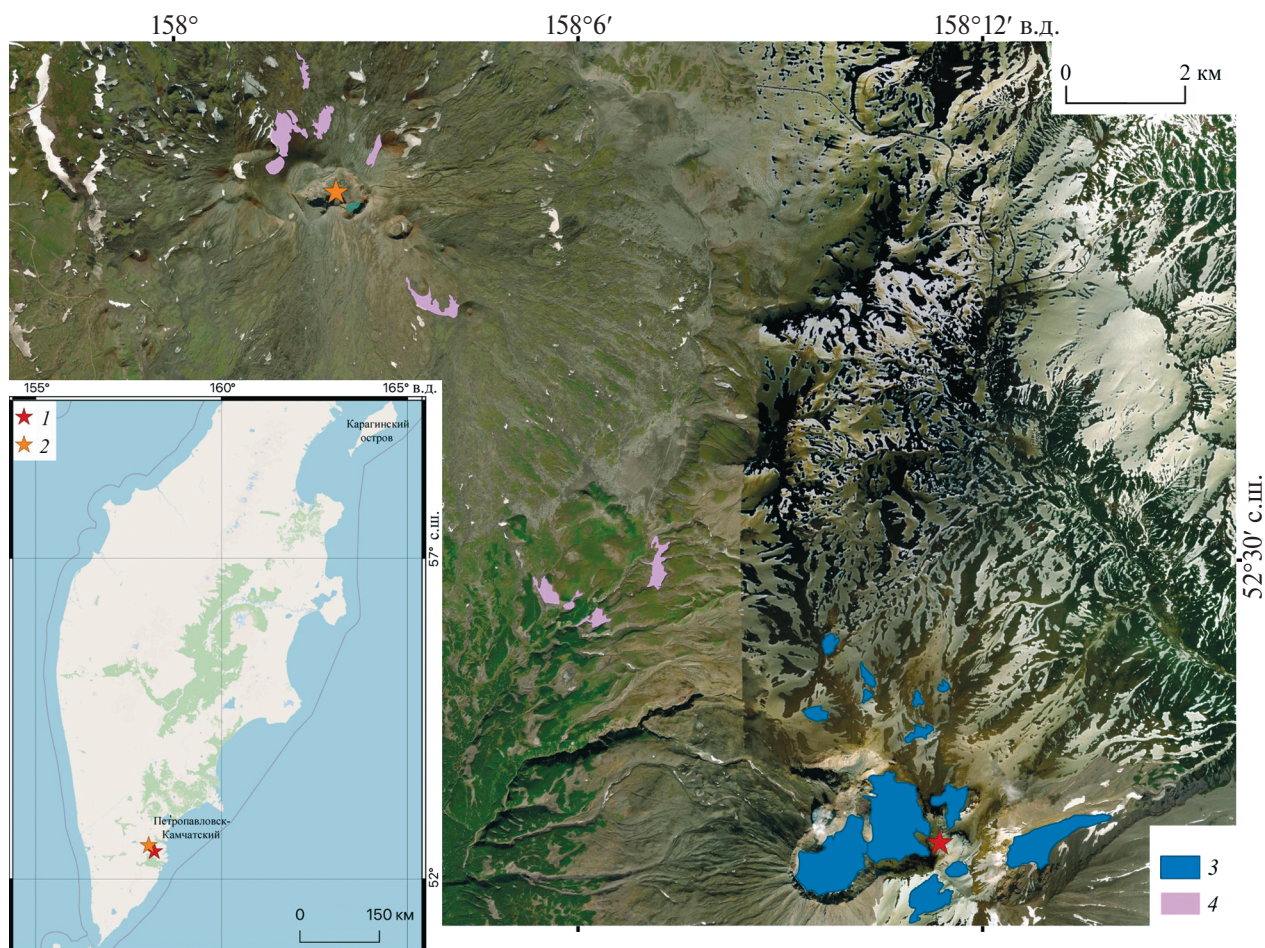 158°
158°6′
158°12′ в.д.
0 2 км
155° 160° 165° в.д.
1
2
Карагинский
остров
57° с.ш.
52°30′ с.ш.
Петропавловск-
Камчатский
52°
0 150 км
3
4